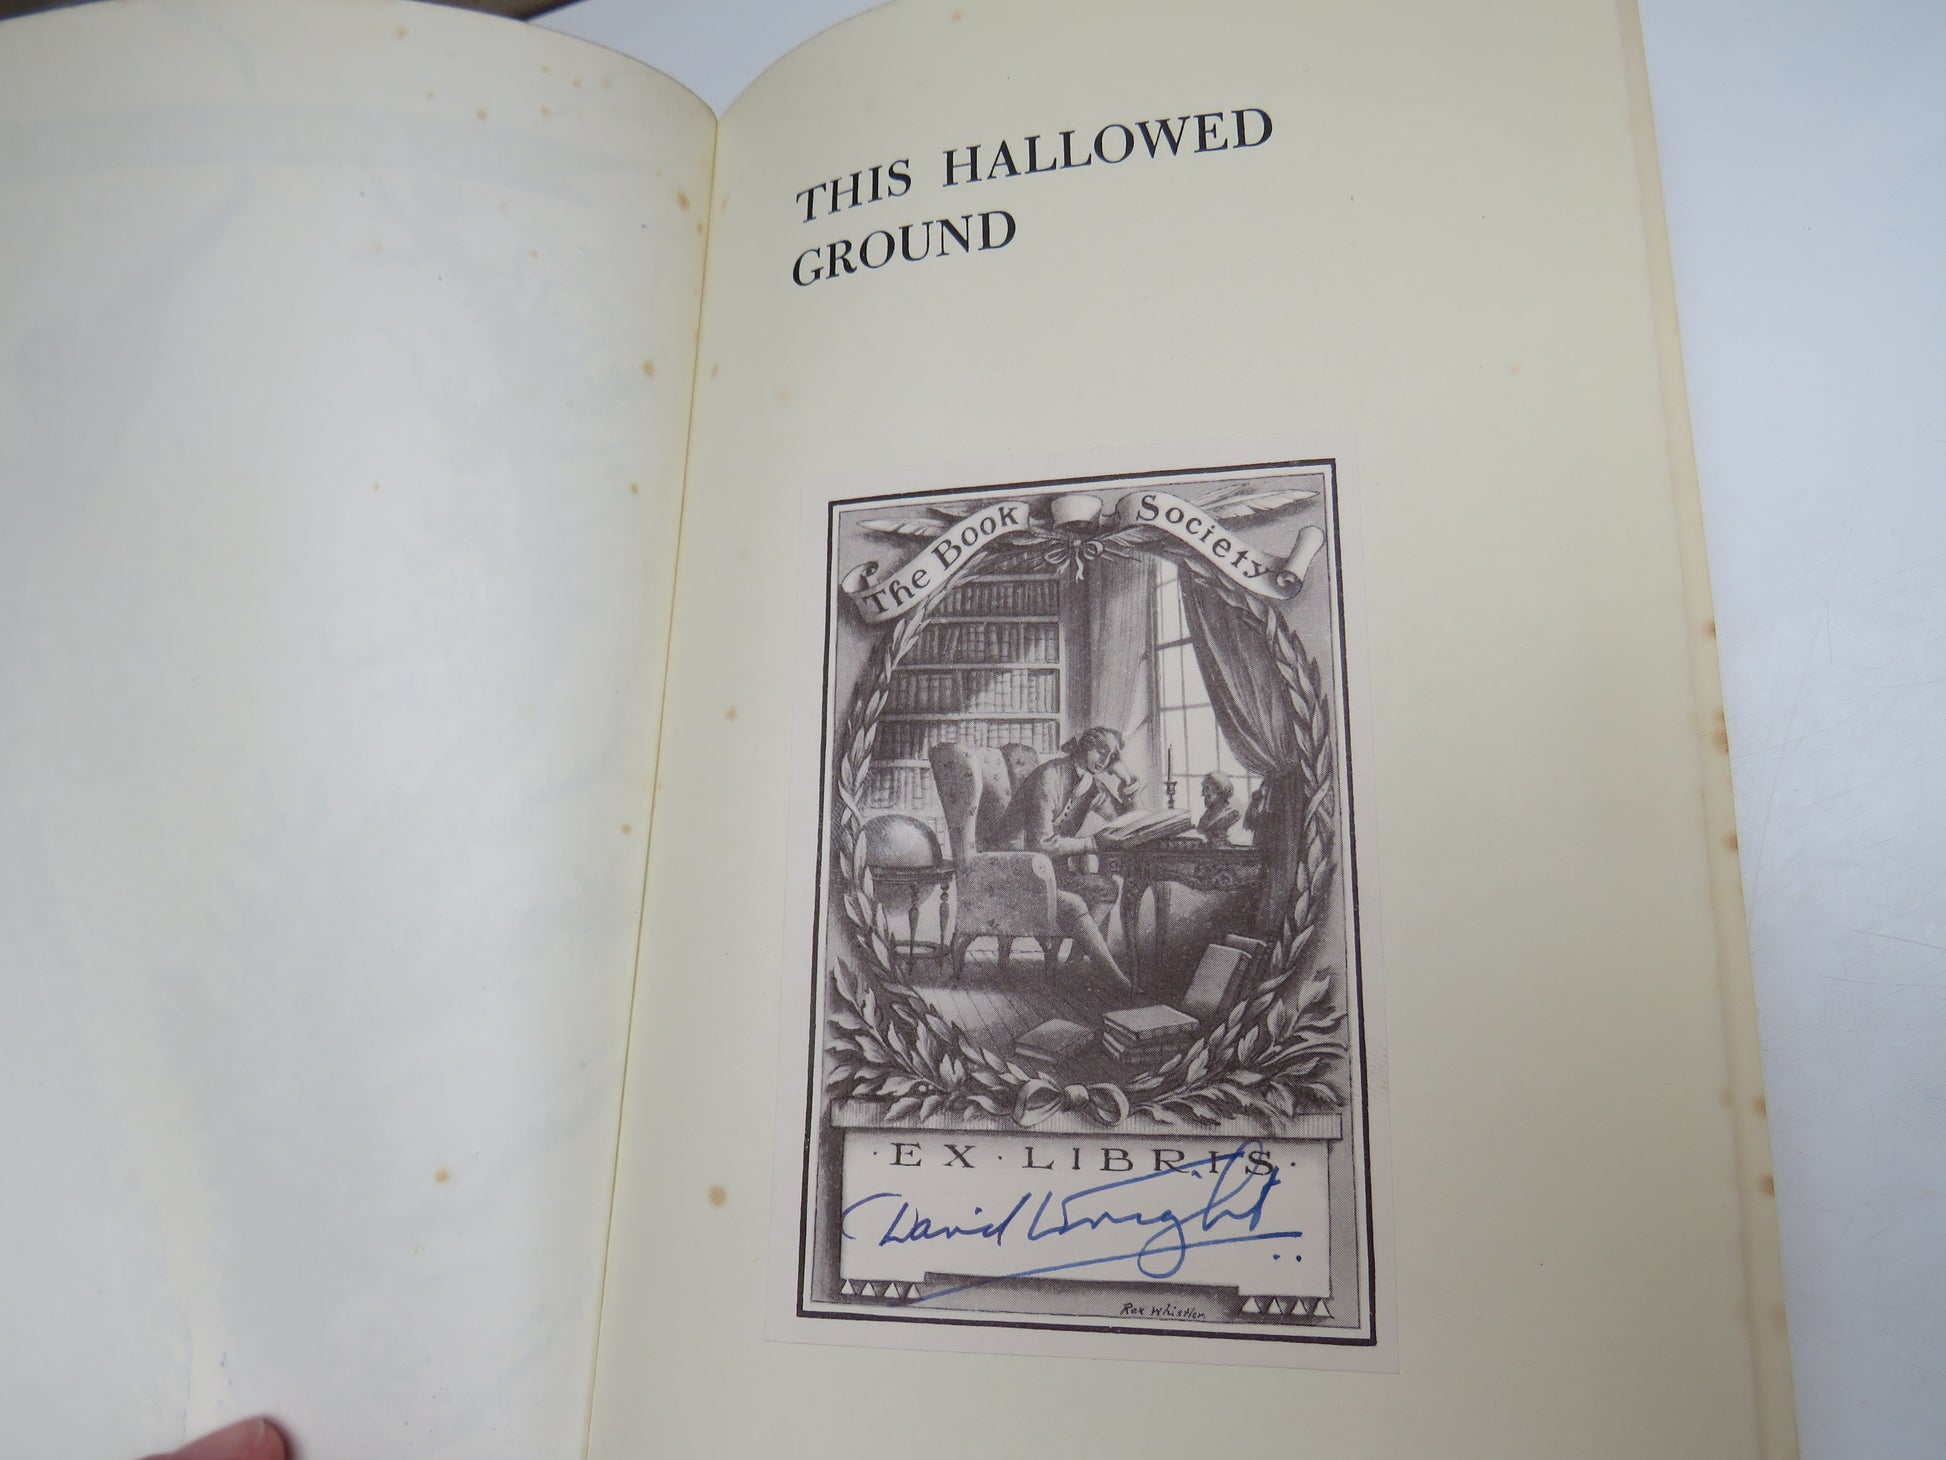 THIS HALLOWED
GROUND
The Book Society
· EX · LIBRIS ·
David Wright
Rex Whistler